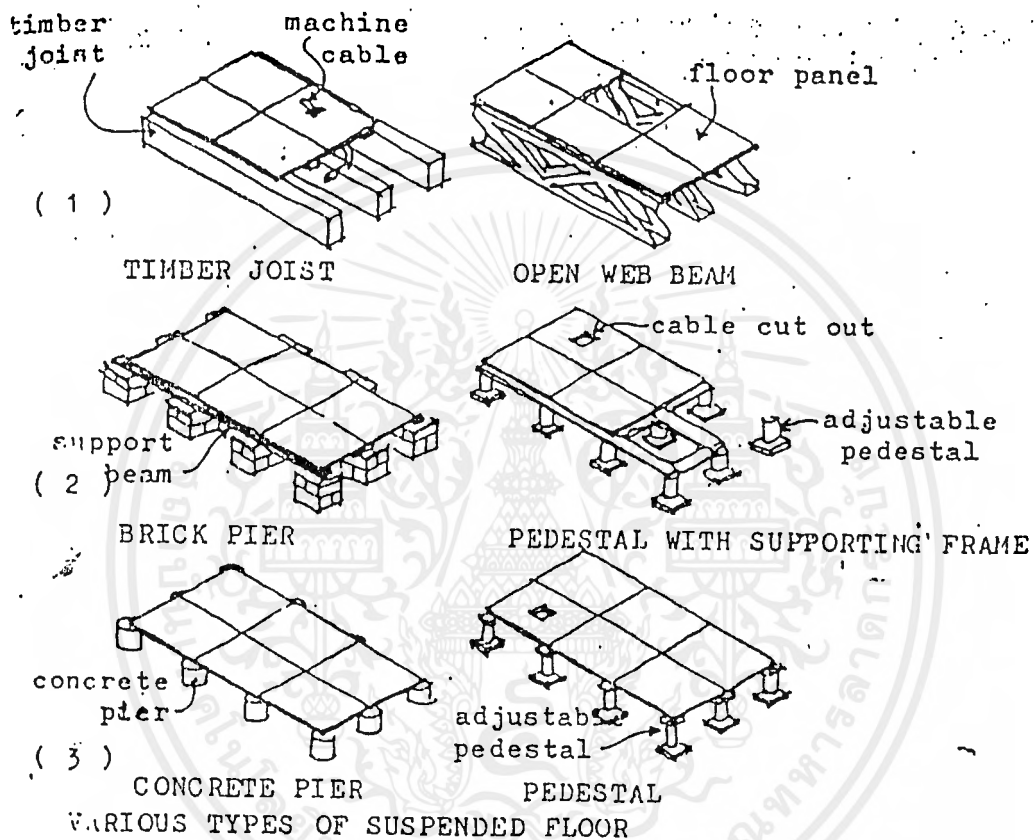 timber
joist
machine
cable
floor panel
( 1 )
TIMBER JOIST
OPEN WEB BEAM
cable cut out
support
beam
adjustable
pedestal
( 2 )
BRICK PIER
PEDESTAL WITH SUPPORTING FRAME
concrete
pier
adjustable
pedestal
( 3 )
CONCRETE PIER
PEDESTAL
VARIOUS TYPES OF SUSPENDED FLOOR